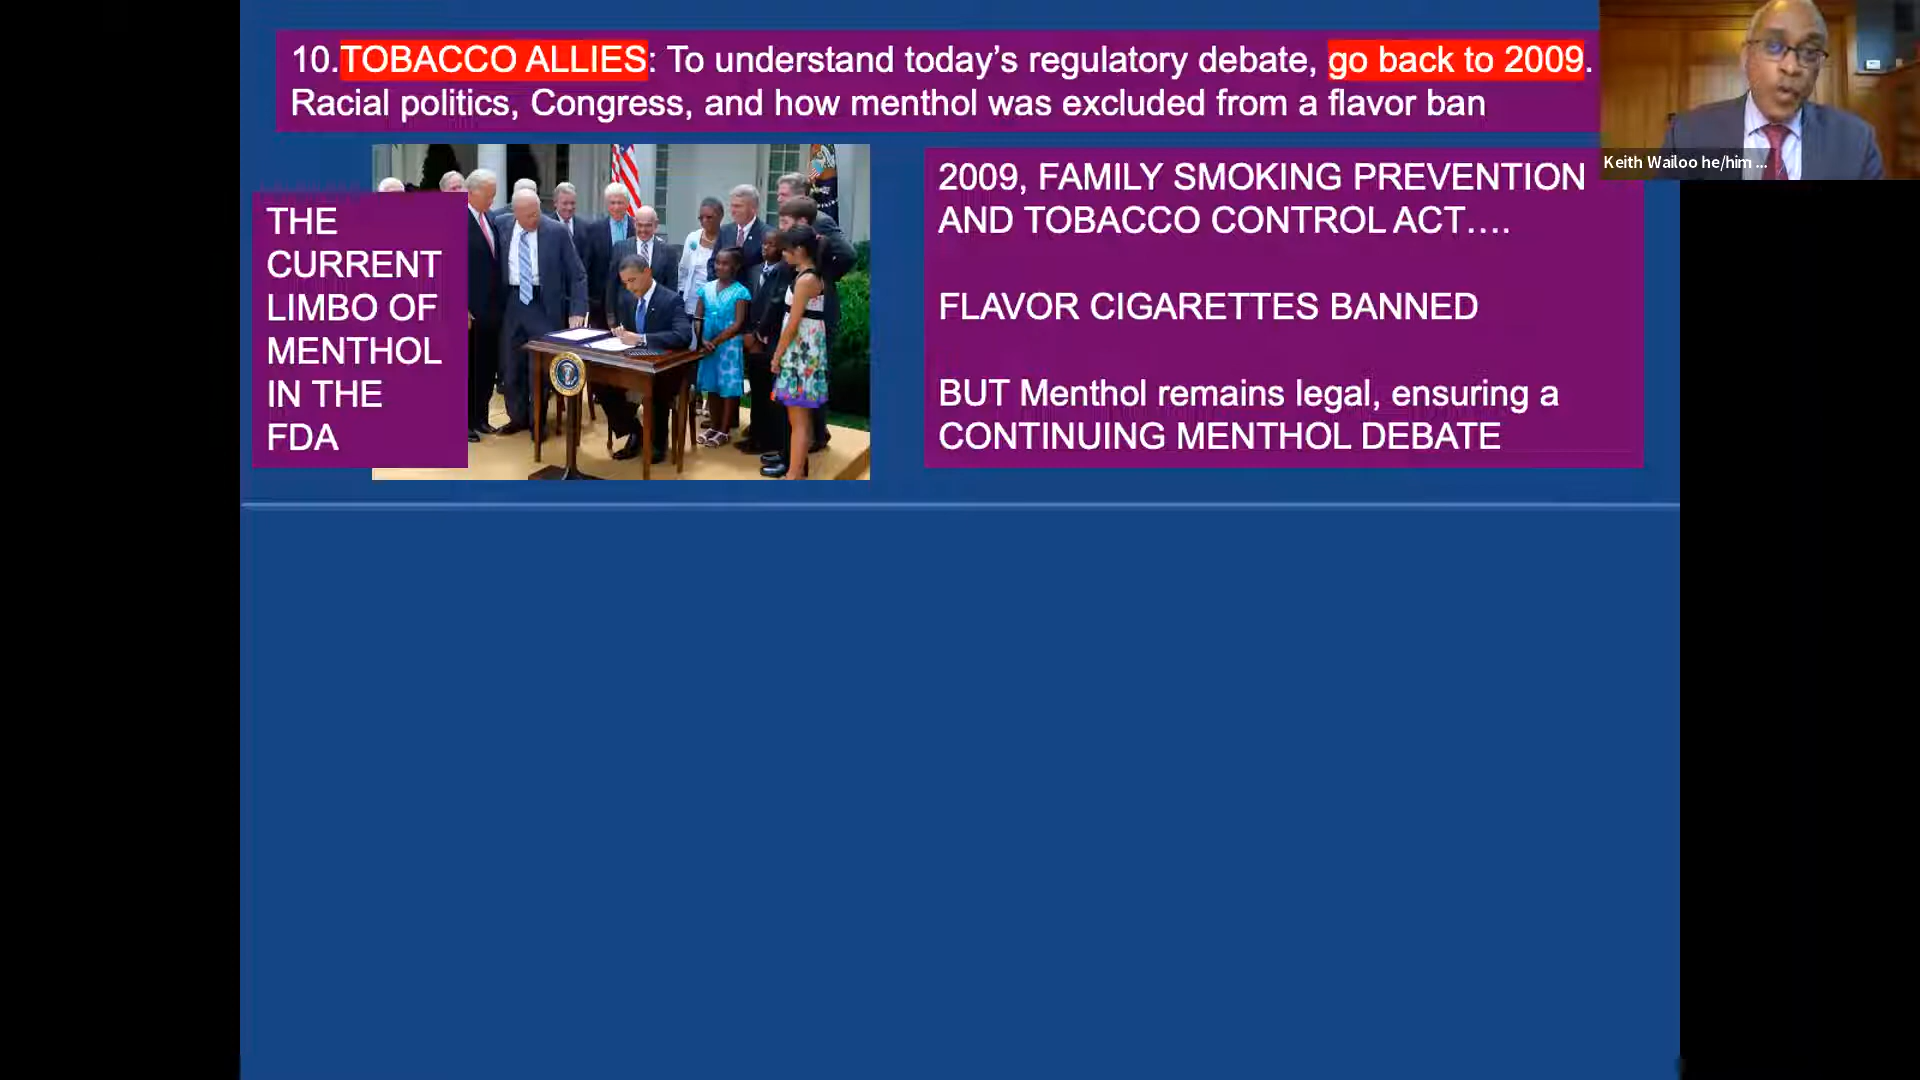 10.TOBACCO ALLIES: To understand today’s regulatory debate, go back to 2009.
Racial politics, Congress, and how menthol was excluded from a flavor ban
Keith Wailoo he/him ...
THE
CURRENT
LIMBO OF
MENTHOL
IN THE
FDA
2009, FAMILY SMOKING PREVENTION
AND TOBACCO CONTROL ACT….
FLAVOR CIGARETTES BANNED
BUT Menthol remains legal, ensuring a
CONTINUING MENTHOL DEBATE